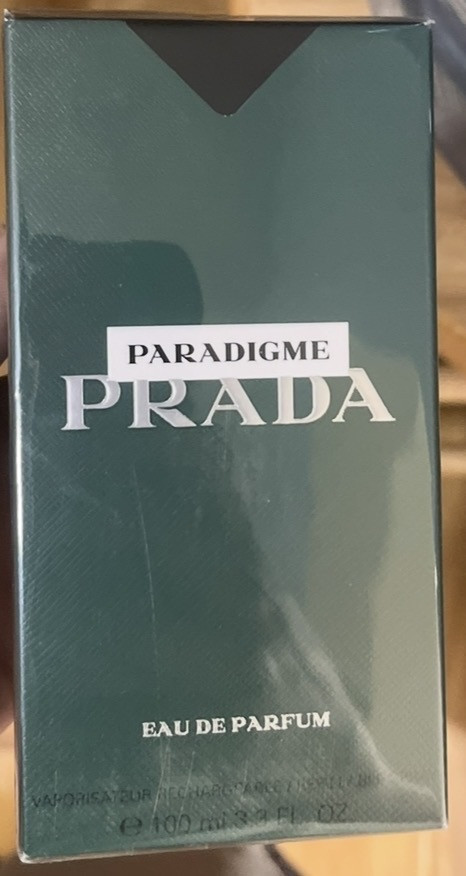 PARADIGME
PRADA
EAU DE PARFUM
VAPORISATEUR RECHARGEABLE / REFILLABLE
e 100 ml 3.3 FL. OZ.